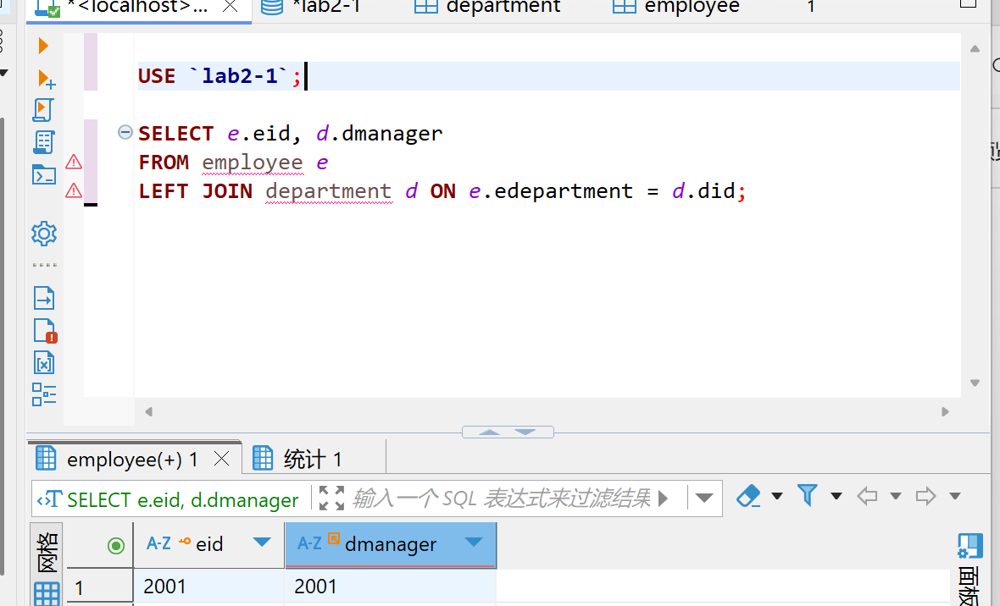 *<localhost>...
*lab2-1
department
employee
1
USE `lab2-1`;
SELECT e.eid, d.dmanager
FROM employee e
LEFT JOIN department d ON e.edepartment = d.did;
employee(+) 1
统计 1
SELECT e.eid, d.dmanager
输入一个 SQL 表达式来过滤结果
网格
A-Z eid
A-Z dmanager
1
2001
2001
面板